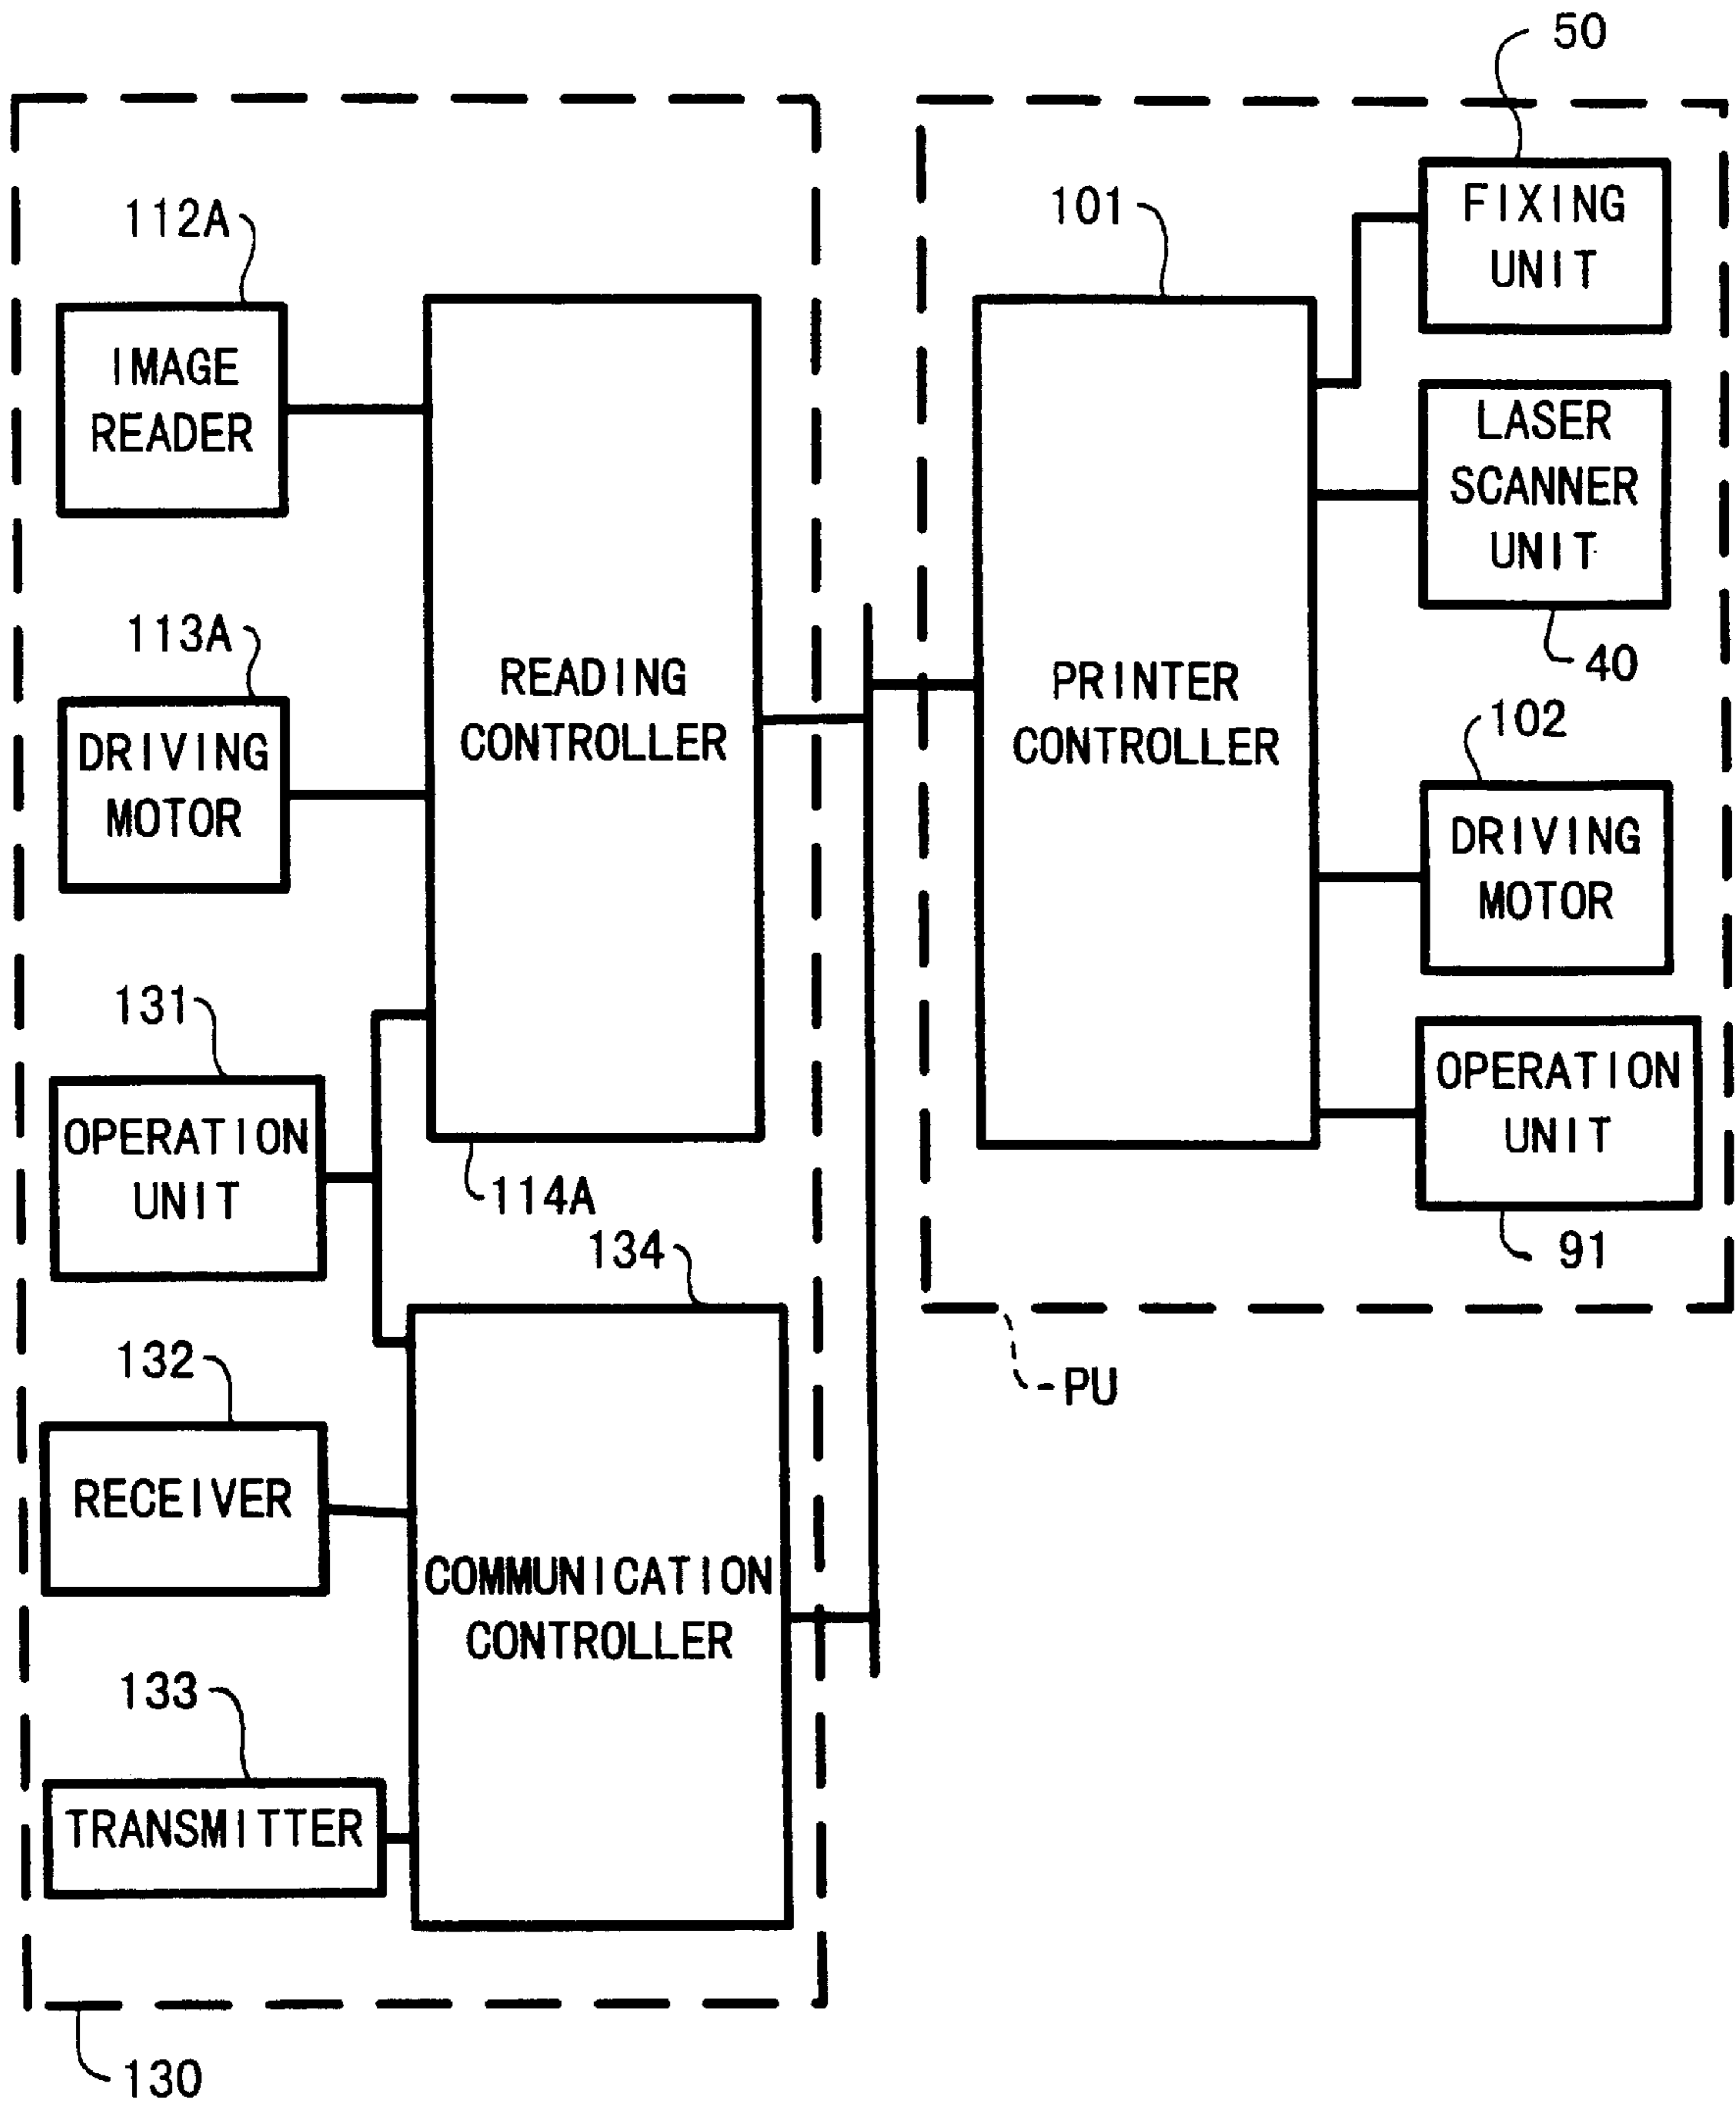 50
112A
101
FIXING
UNIT
IMAGE
READER
LASER
SCANNER
UNIT
40
113A
READING
CONTROLLER
PRINTER
CONTROLLER
102
DRIVING
MOTOR
DRIVING
MOTOR
131
OPERATION
UNIT
OPERATION
UNIT
114A
134
91
132
PU
RECEIVER
COMMUNICATION
CONTROLLER
133
TRANSMITTER
130